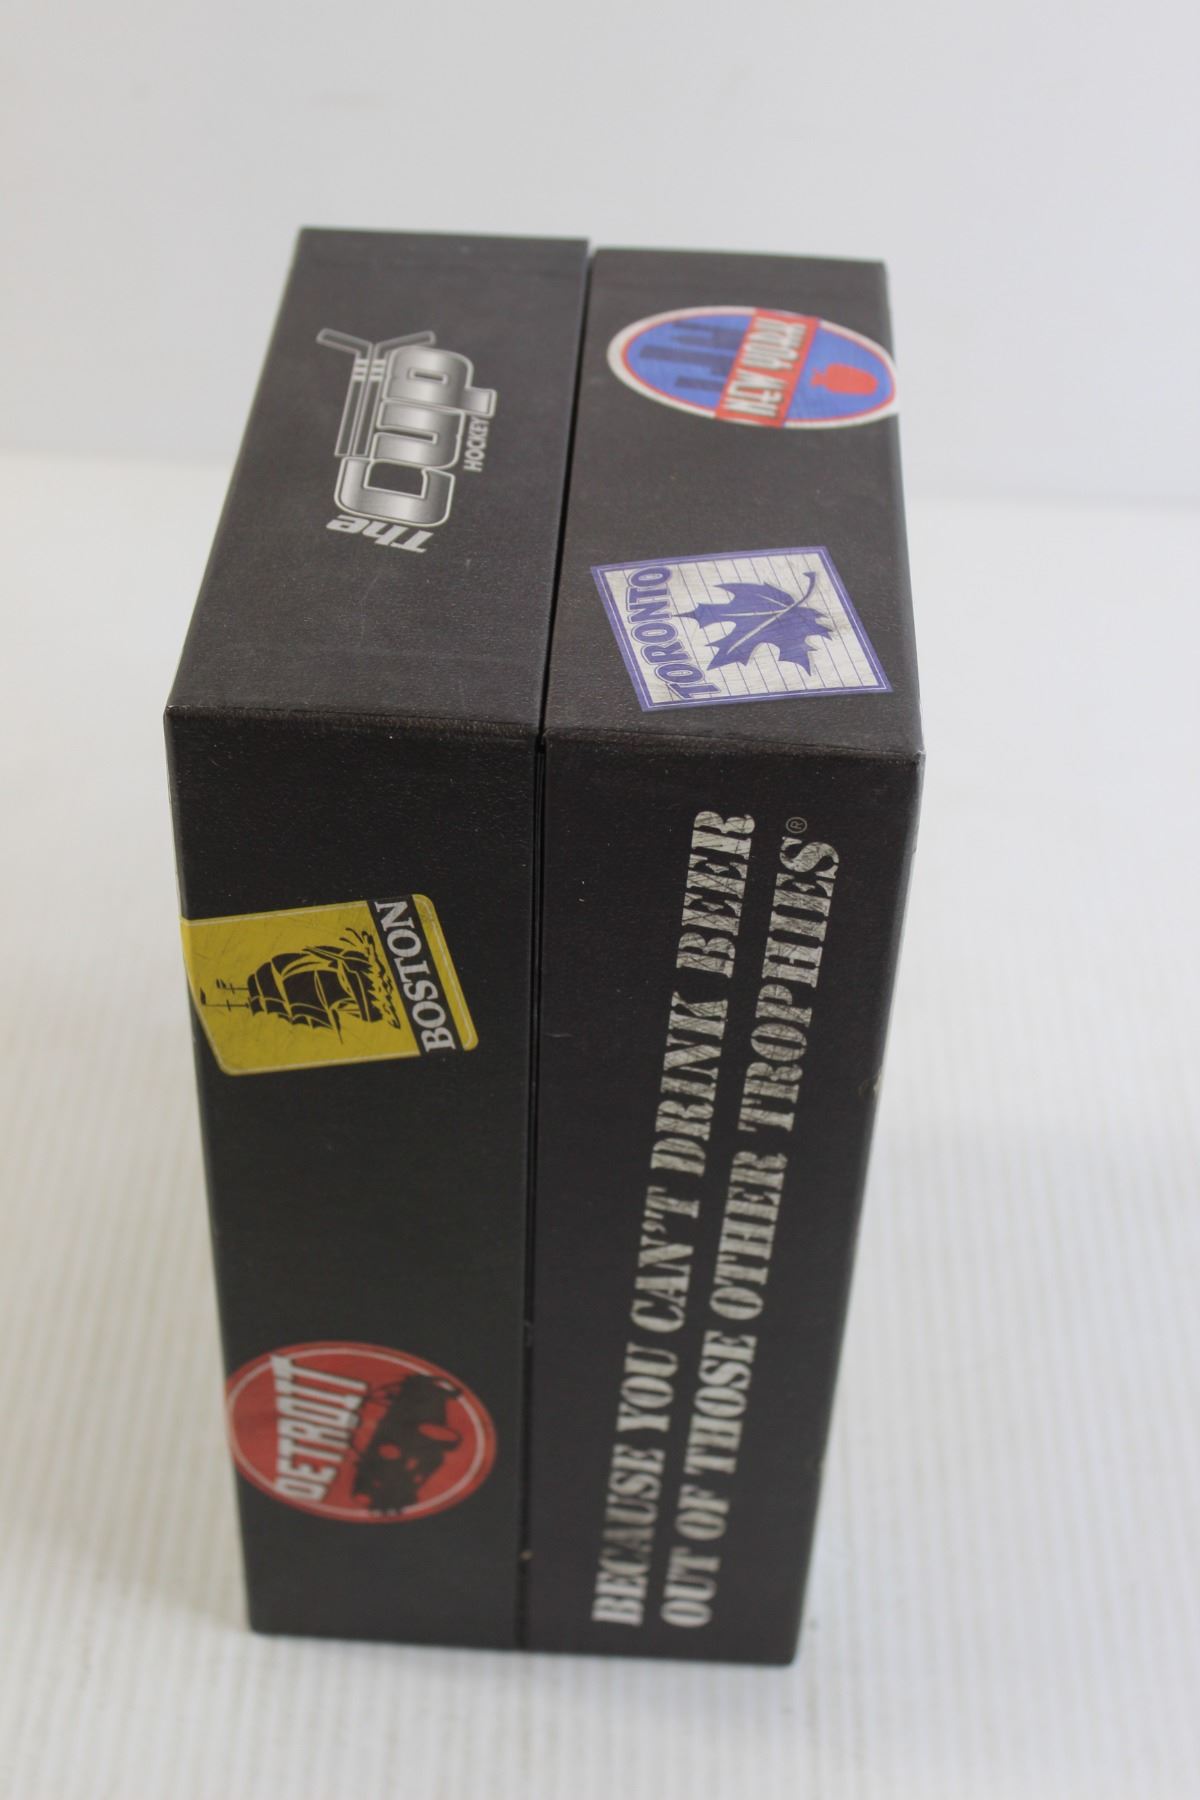 The
Cup
HOCKEY
NEW YORK
TORONTO
BOSTON
DETROIT
BECAUSE YOU CAN'T DRINK BEER
OUT OF THOSE OTHER TROPHIES®